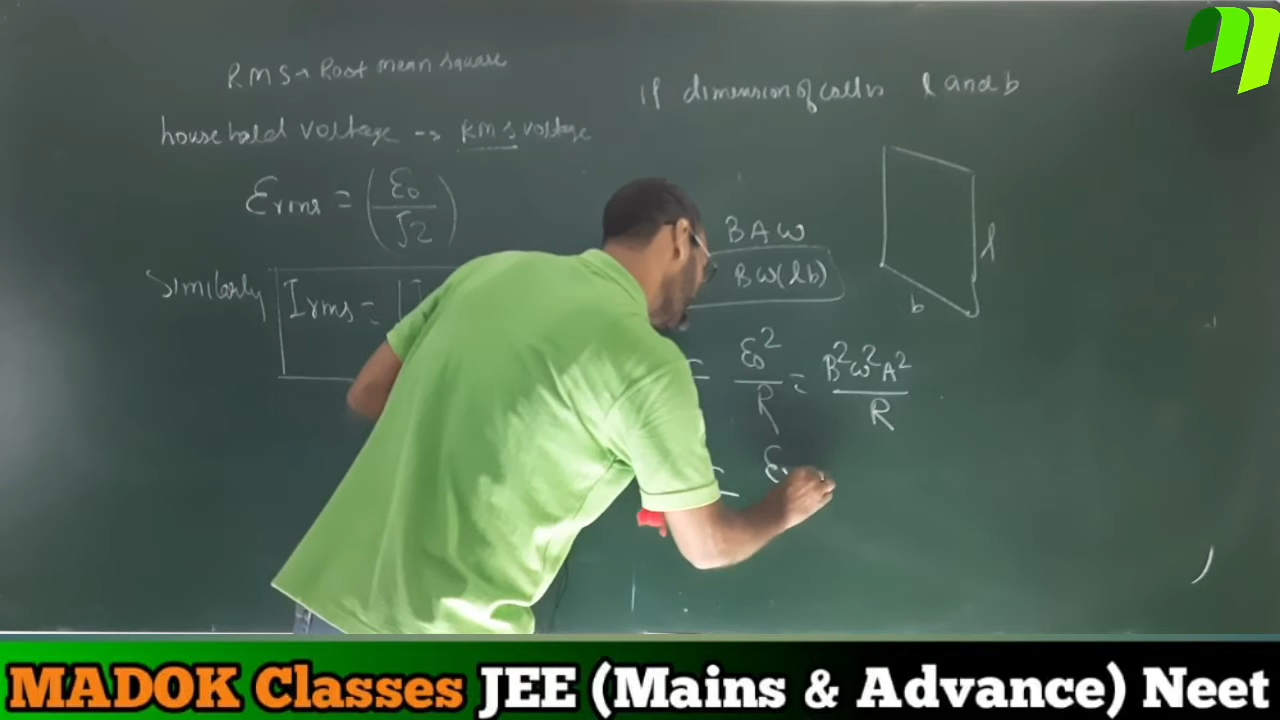 RMS → Root mean square
household voltage → RMS voltage
Erms = (E₀/√2)
Similarly Irms =
If dimension of coil is l and b
l
b
BAω
Bω(lb)
= E₀²/R = B²ω²A²/R
= E
MADOK Classes JEE (Mains & Advance) Neet